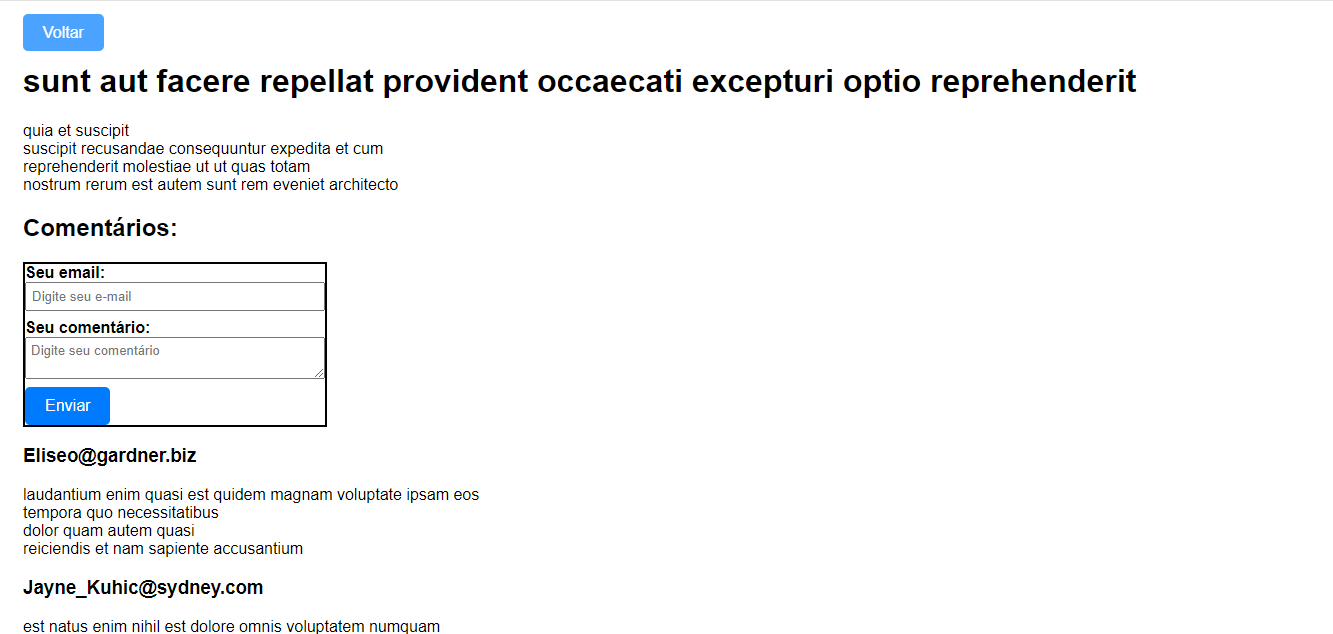 Voltar
sunt aut facere repellat provident occaecati excepturi optio reprehenderit
quia et suscipit
suscipit recusandae consequuntur expedita et cum
reprehenderit molestiae ut ut quas totam
nostrum rerum est autem sunt rem eveniet architecto
Comentários:
Seu email:
Digite seu e-mail
Seu comentário:
Digite seu comentário
Enviar
Eliseo@gardner.biz
laudantium enim quasi est quidem magnam voluptate ipsam eos
tempora quo necessitatibus
dolor quam autem quasi
reiciendis et nam sapiente accusantium
Jayne_Kuhic@sydney.com
est natus enim nihil est dolore omnis voluptatem numquam